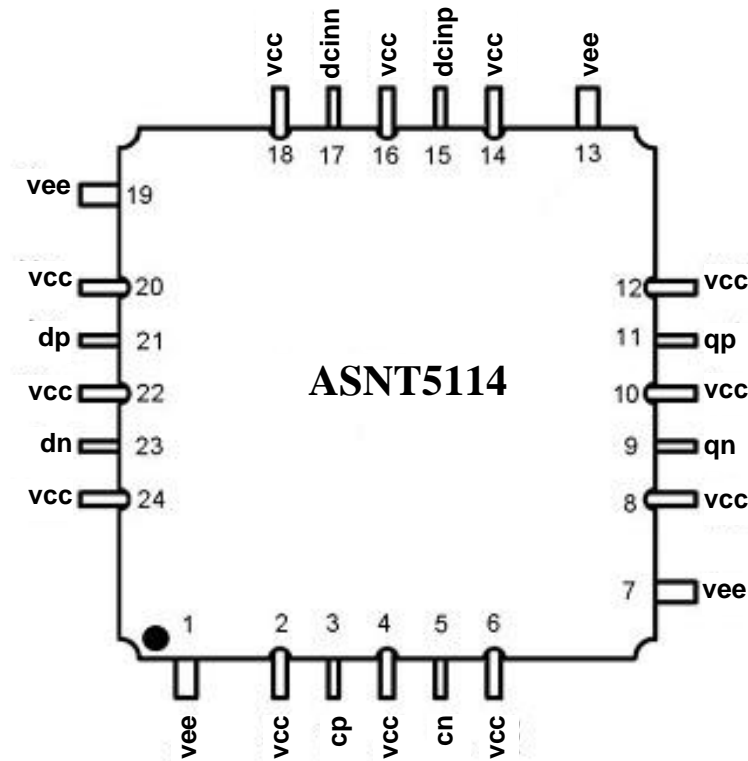 vcc dcinn vcc dcinp vcc vee
18 17 16 15 14 13
vee 19
vcc 20 12 vcc
dp 21 11 qp
ASNT5114
vcc 22 10 vcc
dn 23 9 qn
vcc 24 8 vcc
7 vee
1 2 3 4 5 6
vee vcc cp vcc cn vcc